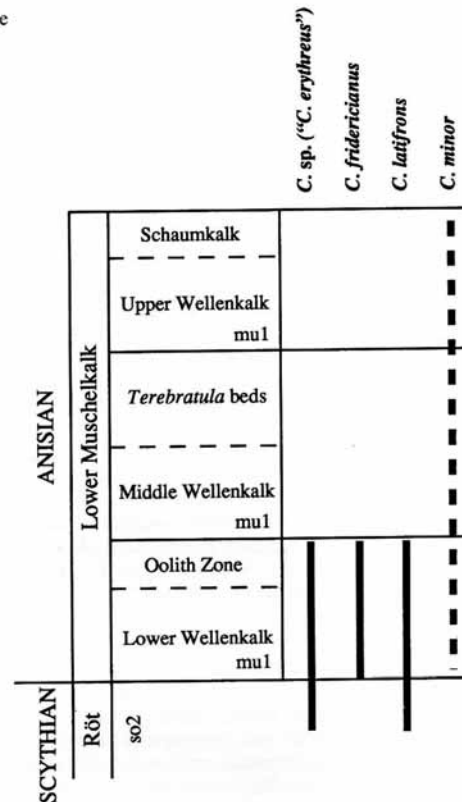 e
C. sp. ("C. erythreus")
C. fridericianus
C. latifrons
C. minor
ANISIAN
Lower Muschelkalk
Schaumkalk
Upper Wellenkalk
mu1
Terebratula beds
Middle Wellenkalk
mu1
Oolith Zone
Lower Wellenkalk
mu1
SCYTHIAN
Röt
so2